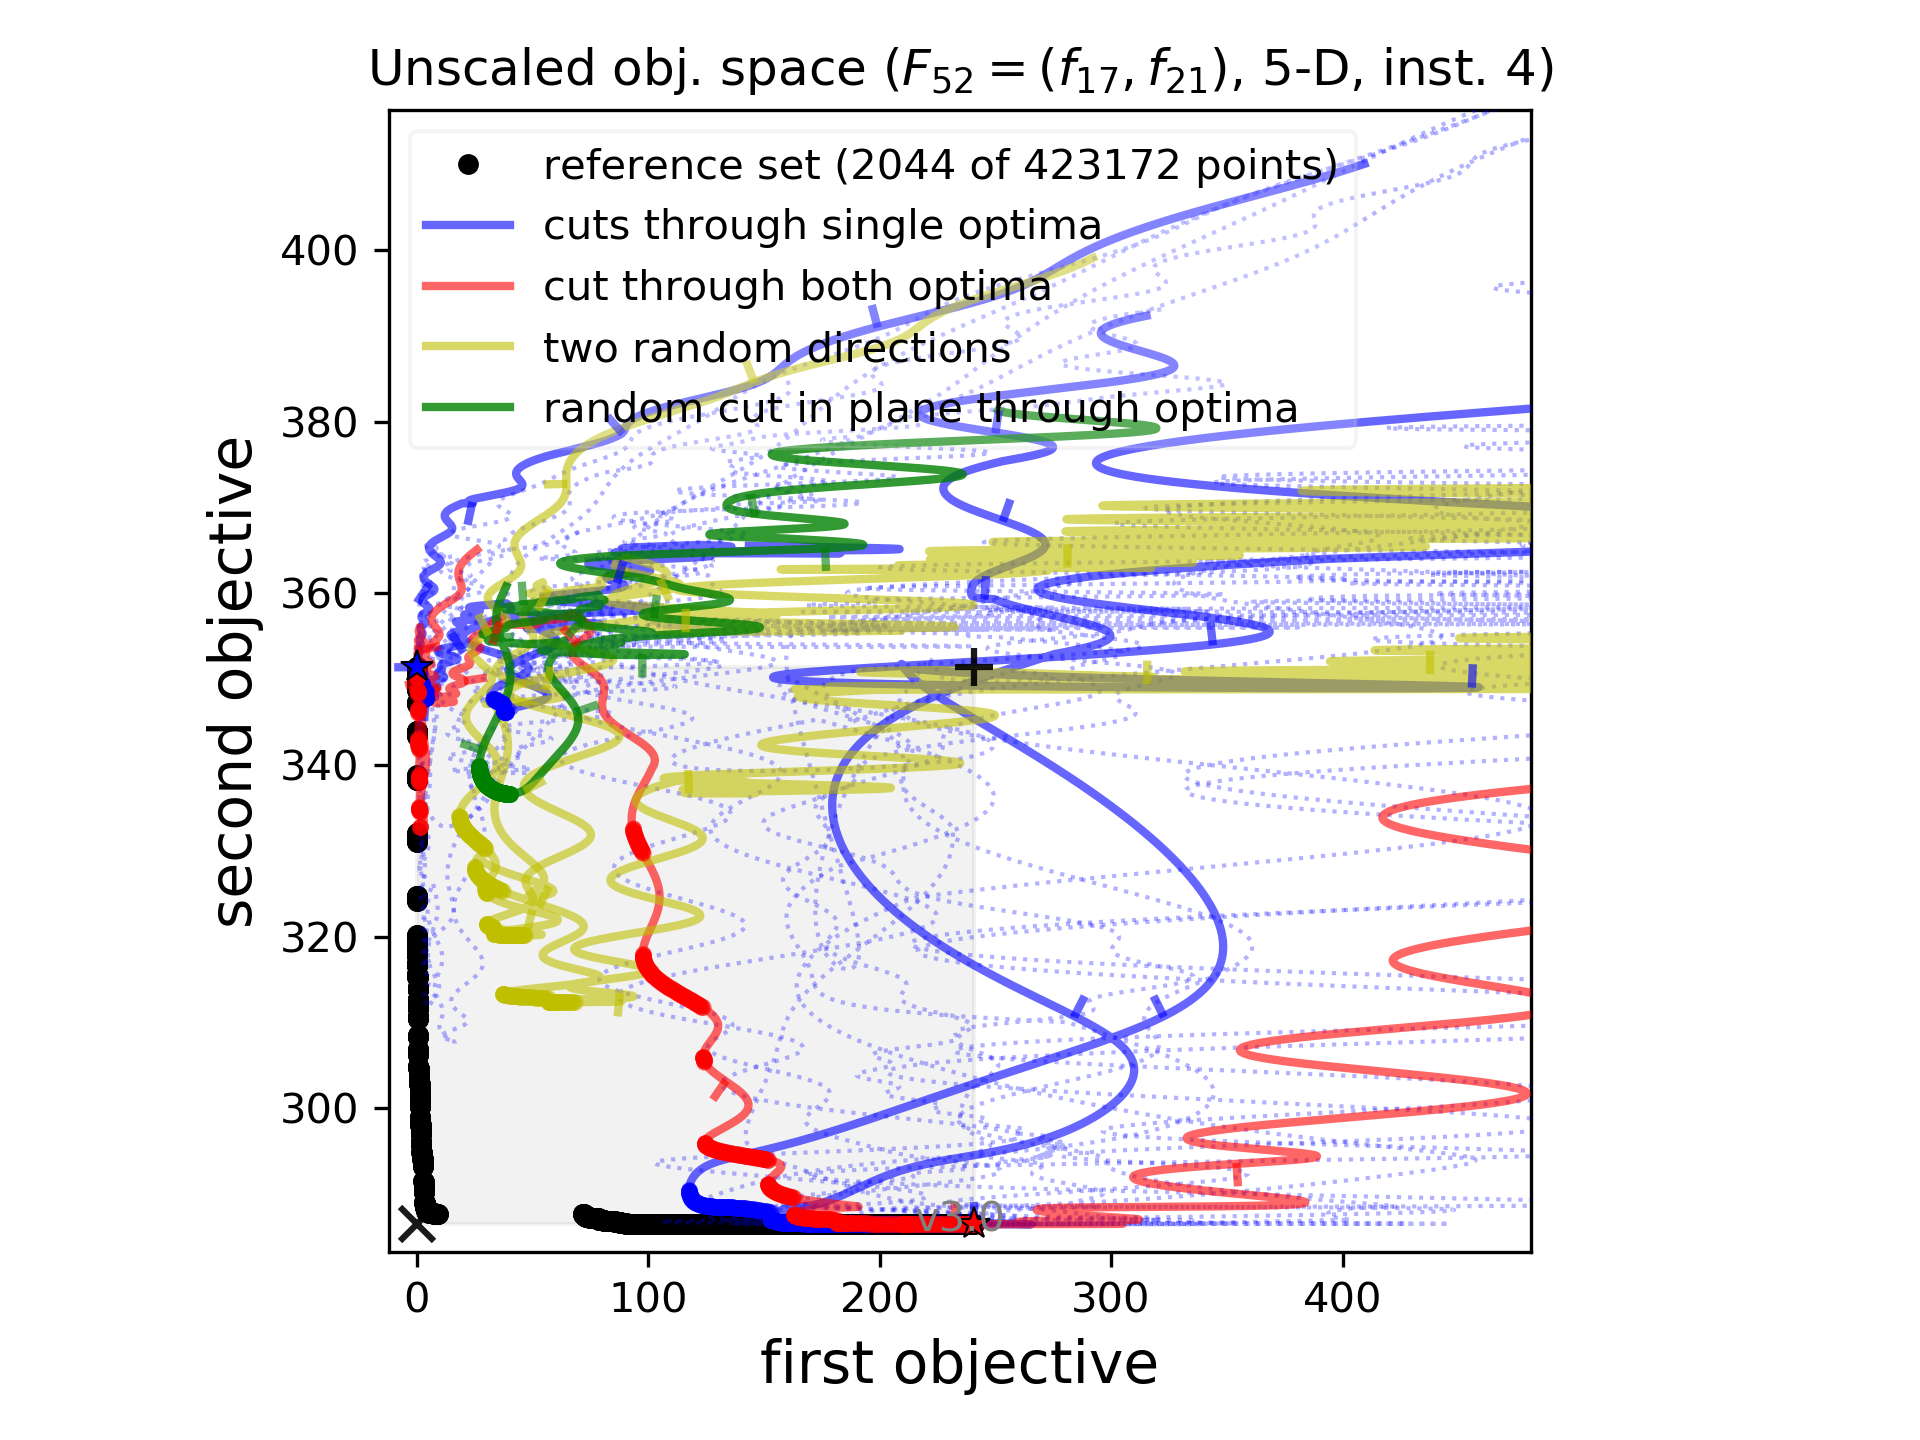 Unscaled obj. space (F52 = (f17, f21), 5-D, inst. 4)
reference set (2044 of 423172 points)
cuts through single optima
cut through both optima
two random directions
random cut in plane through optima
second objective
400
380
360
340
320
300
v3.0
0 100 200 300 400
first objective